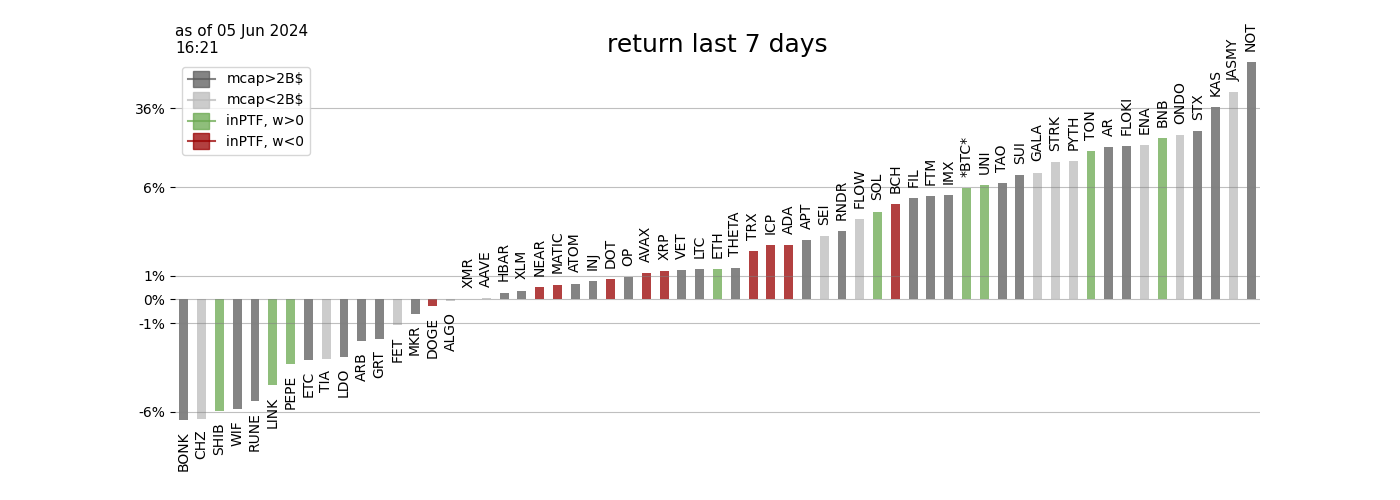 as of 05 Jun 2024
16:21
return last 7 days
mcap>2B$
mcap<2B$
inPTF, w>0
inPTF, w<0
36%
6%
1%
0%
-1%
-6%
BONK
CHZ
SHIB
WIF
RUNE
LINK
PEPE
ETC
TIA
LDO
ARB
GRT
FET
MKR
DOGE
ALGO
XMR
AAVE
HBAR
XLM
NEAR
MATIC
ATOM
INJ
DOT
OP
AVAX
XRP
VET
LTC
ETH
THETA
TRX
ICP
ADA
APT
SEI
RNDR
FLOW
SOL
BCH
FIL
FTM
IMX
*BTC*
UNI
TAO
SUI
GALA
STRK
PYTH
TON
AR
FLOKI
ENA
BNB
ONDO
STX
KAS
JASMY
NOT